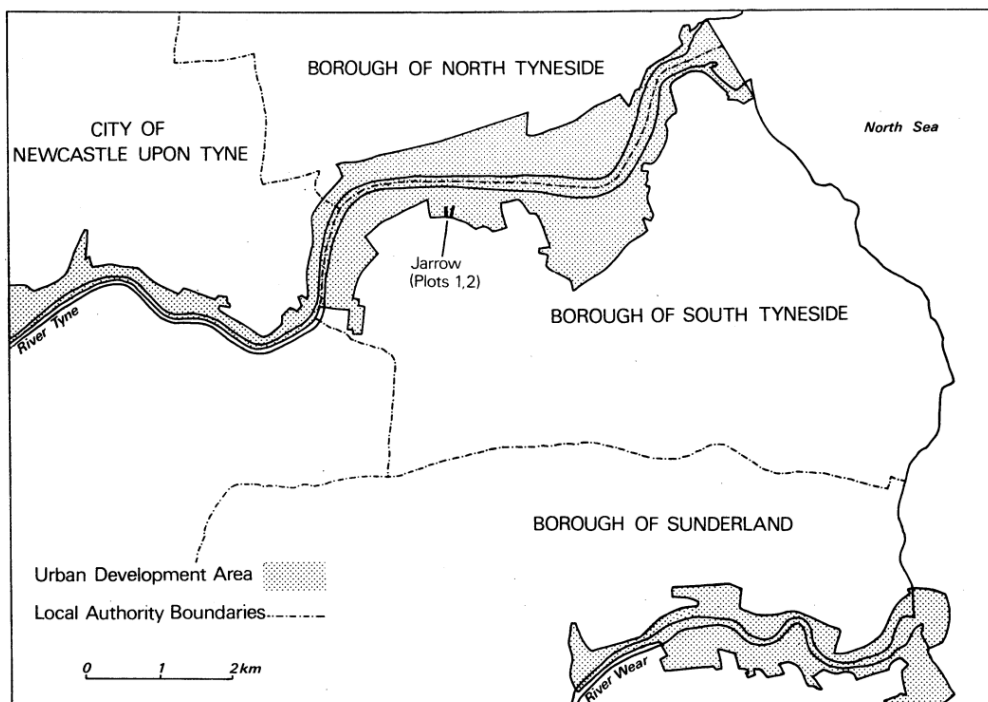 BOROUGH OF NORTH TYNESIDE
CITY OF
NEWCASTLE UPON TYNE
North Sea
Jarrow
(Plots 1,2)
River Tyne
BOROUGH OF SOUTH TYNESIDE
BOROUGH OF SUNDERLAND
Urban Development Area
Local Authority Boundaries
0 1 2km
River Wear